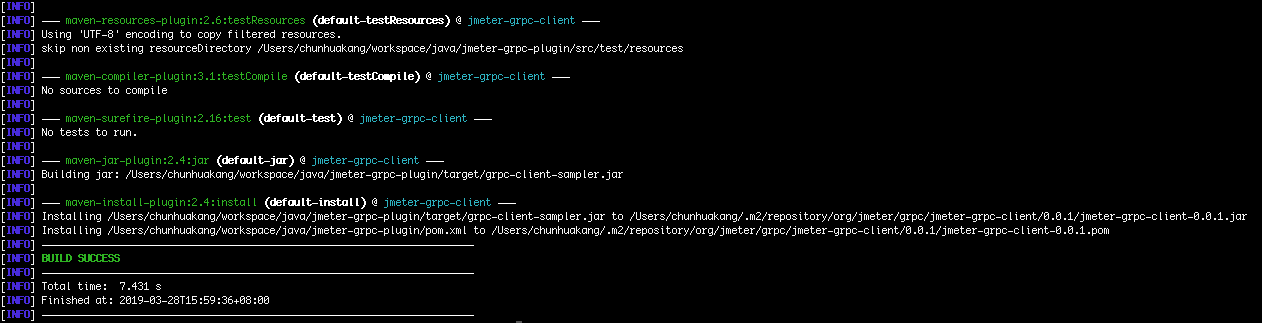 [INFO]
[INFO] --- maven-resources-plugin:2.6:testResources (default-testResources) @ jmeter-grpc-client ---
[INFO] Using 'UTF-8' encoding to copy filtered resources.
[INFO] skip non existing resourceDirectory /Users/chunhuakang/workspace/java/jmeter-grpc-plugin/src/test/resources
[INFO]
[INFO] --- maven-compiler-plugin:3.1:testCompile (default-testCompile) @ jmeter-grpc-client ---
[INFO] No sources to compile
[INFO]
[INFO] --- maven-surefire-plugin:2.16:test (default-test) @ jmeter-grpc-client ---
[INFO] No tests to run.
[INFO]
[INFO] --- maven-jar-plugin:2.4:jar (default-jar) @ jmeter-grpc-client ---
[INFO] Building jar: /Users/chunhuakang/workspace/java/jmeter-grpc-plugin/target/grpc-client-sampler.jar
[INFO]
[INFO] --- maven-install-plugin:2.4:install (default-install) @ jmeter-grpc-client ---
[INFO] Installing /Users/chunhuakang/workspace/java/jmeter-grpc-plugin/target/grpc-client-sampler.jar to /Users/chunhuakang/.m2/repository/org/jmeter/grpc/jmeter-grpc-client/0.0.1/jmeter-grpc-client-0.0.1.jar
[INFO] Installing /Users/chunhuakang/workspace/java/jmeter-grpc-plugin/pom.xml to /Users/chunhuakang/.m2/repository/org/jmeter/grpc/jmeter-grpc-client/0.0.1/jmeter-grpc-client-0.0.1.pom
[INFO] ------------------------------------------------------------------------
[INFO] BUILD SUCCESS
[INFO] ------------------------------------------------------------------------
[INFO] Total time:  7.431 s
[INFO] Finished at: 2019-03-28T15:59:36+08:00
[INFO] ------------------------------------------------------------------------